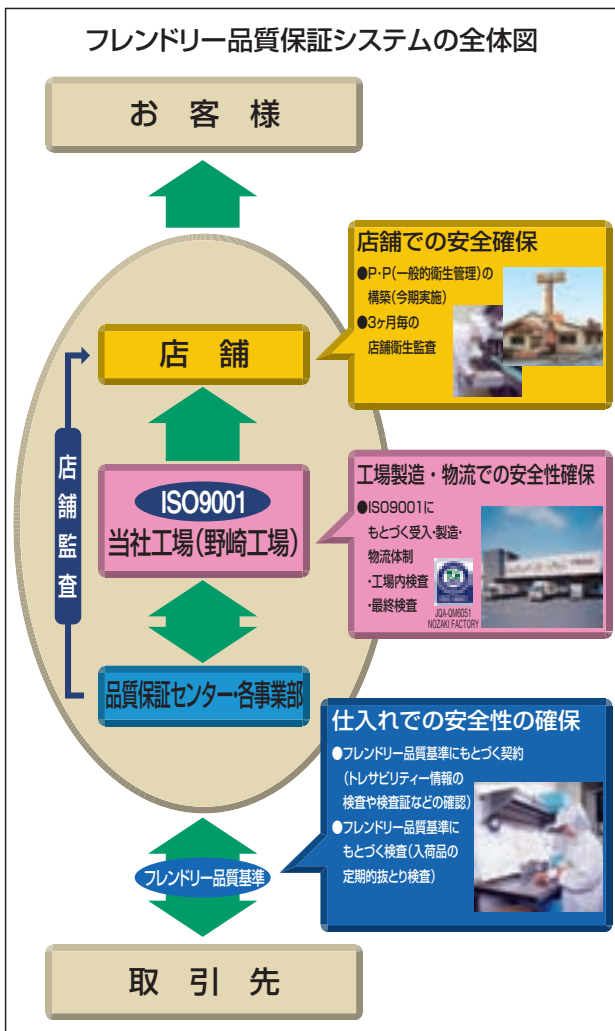 フレンドリー品質保証システムの全体図
お客様
店舗での安全確保
●P・P(一般的衛生管理)の
構築(今期実施)
●3ヶ月毎の
店舗衛生監査
店舗
店舗監査
ISO9001
当社工場(野崎工場)
工場製造・物流での安全性確保
●ISO9001に
もとづく受入・製造・
物流体制
・工場内検査
・最終検査
JQA-QM6051
NOZAKI FACTORY
品質保証センター・各事業部
仕入れでの安全性の確保
●フレンドリー品質基準にもとづく契約
(トレサビリティー情報の
検査や検査証などの確認)
●フレンドリー品質基準に
もとづく検査(入荷品の
定期的抜とり検査)
フレンドリー品質基準
取引先